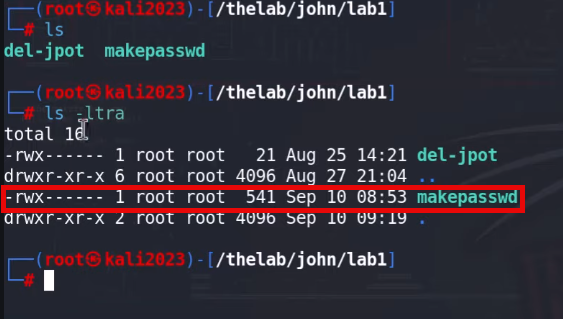 ┌──(root㉿kali2023)-[/thelab/john/lab1]
└─# ls
del-jpot  makepasswd
┌──(root㉿kali2023)-[/thelab/john/lab1]
└─# ls -ltra
total 16
-rwx------ 1 root root   21 Aug 25 14:21 del-jpot
drwxr-xr-x 6 root root 4096 Aug 27 21:04 ..
-rwx------ 1 root root  541 Sep 10 08:53 makepasswd
drwxr-xr-x 2 root root 4096 Sep 10 09:19 .
┌──(root㉿kali2023)-[/thelab/john/lab1]
└─#